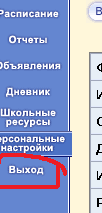 Расписание
Отчеты
Объявления
Дневник
Школьные
ресурсы
ерсональные
настройки
Выход
В